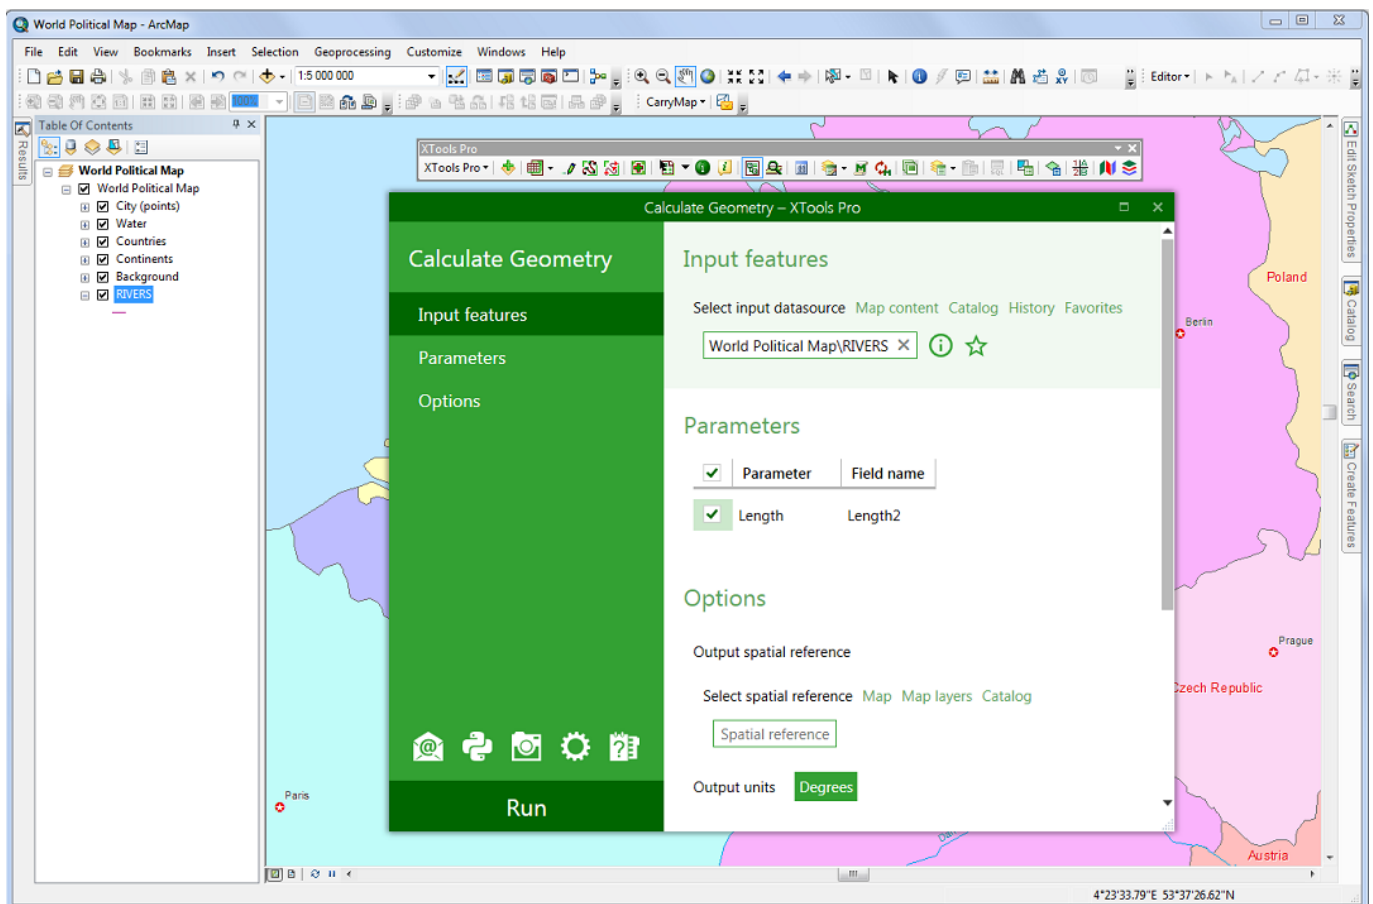 World Political Map - ArcMap
File Edit View Bookmarks Insert Selection Geoprocessing Customize Windows Help
1:5 000 000
Editor
100%
CarryMap
Table Of Contents
Results
World Political Map
World Political Map
City (points)
Water
Countries
Continents
Background
RIVERS
XTools Pro
XTools Pro
Calculate Geometry – XTools Pro
Calculate Geometry
Input features
Parameters
Options
Run
Input features
Select input datasource Map content Catalog History Favorites
World Political Map\RIVERS
Parameters
Parameter Field name
Length Length2
Options
Output spatial reference
Select spatial reference Map Map layers Catalog
Spatial reference
Output units Degrees
Poland
Berlin
Prague
Czech Republic
Paris
Austria
Edit Sketch Properties
Catalog
Search
Create Features
4°23'33.79"E 53°37'26.62"N